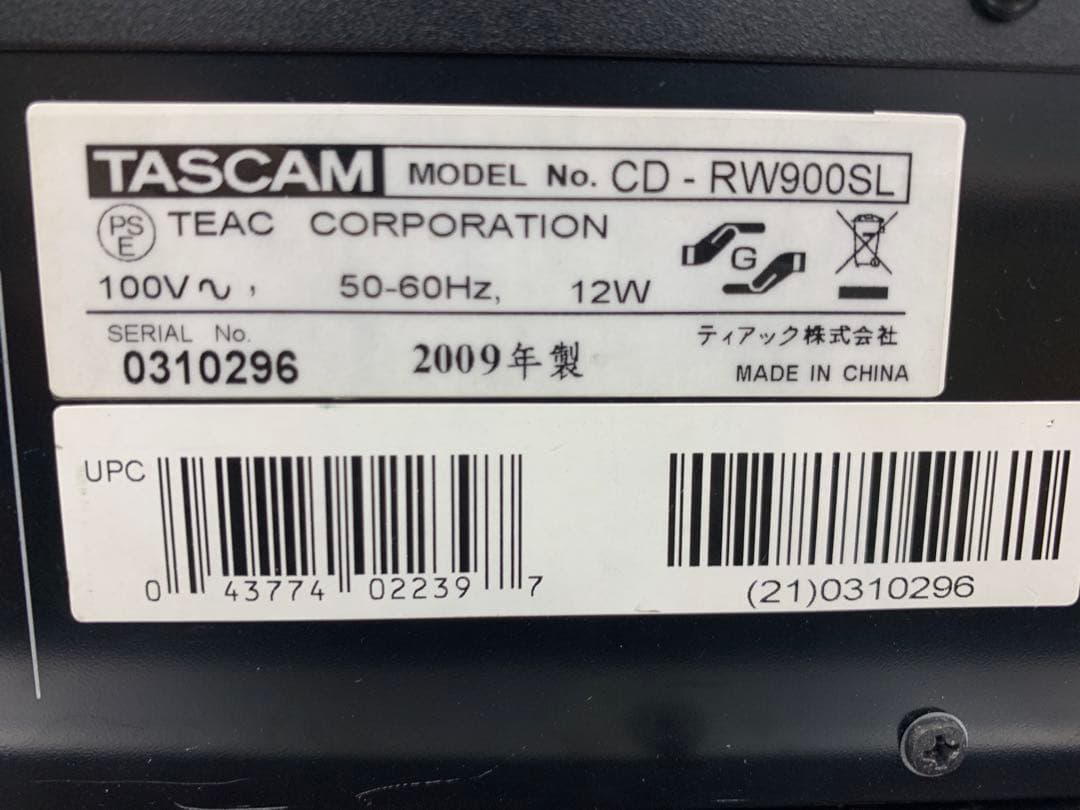 TASCAM MODEL No. CD - RW900SL
PSE TEAC CORPORATION
G
100V~, 50-60Hz, 12W
SERIAL No.
0310296
2009年製
ティアック株式会社
MADE IN CHINA
UPC
0 43774 02239 7
(21)0310296